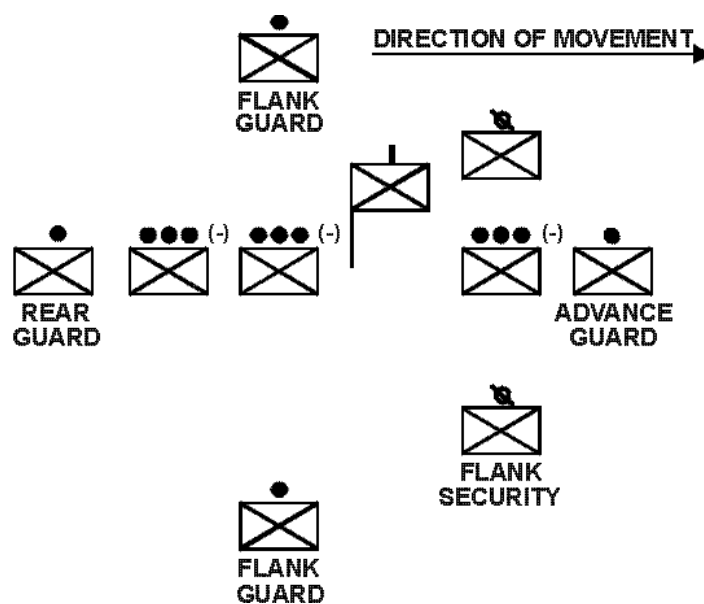 DIRECTION OF MOVEMENT
FLANK
GUARD
(-)
(-)
(-)
REAR
GUARD
ADVANCE
GUARD
FLANK
SECURITY
FLANK
GUARD